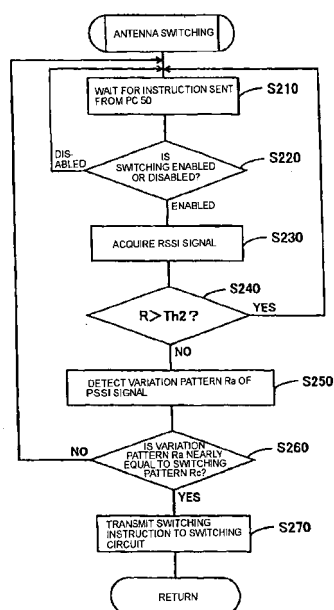 ANTENNA SWITCHING
WAIT FOR INSTRUCTION SENT
FROM PC 50
S210
DIS-
ABLED
IS
SWITCHING ENABLED
OR DISABLED?
S220
ENABLED
ACQUIRE RSSI SIGNAL
S230
S240
R>Th2?
YES
NO
DETECT VARIATION PATTERN Ra OF
PSSI SIGNAL
S250
NO
IS VARIATION
PATTERN Ra NEARLY
EQUAL TO SWITCHING
PATTERN Rc?
S260
YES
TRANSMIT SWITCHING
INSTRUCTION TO SWITCHING
CIRCUIT
S270
RETURN